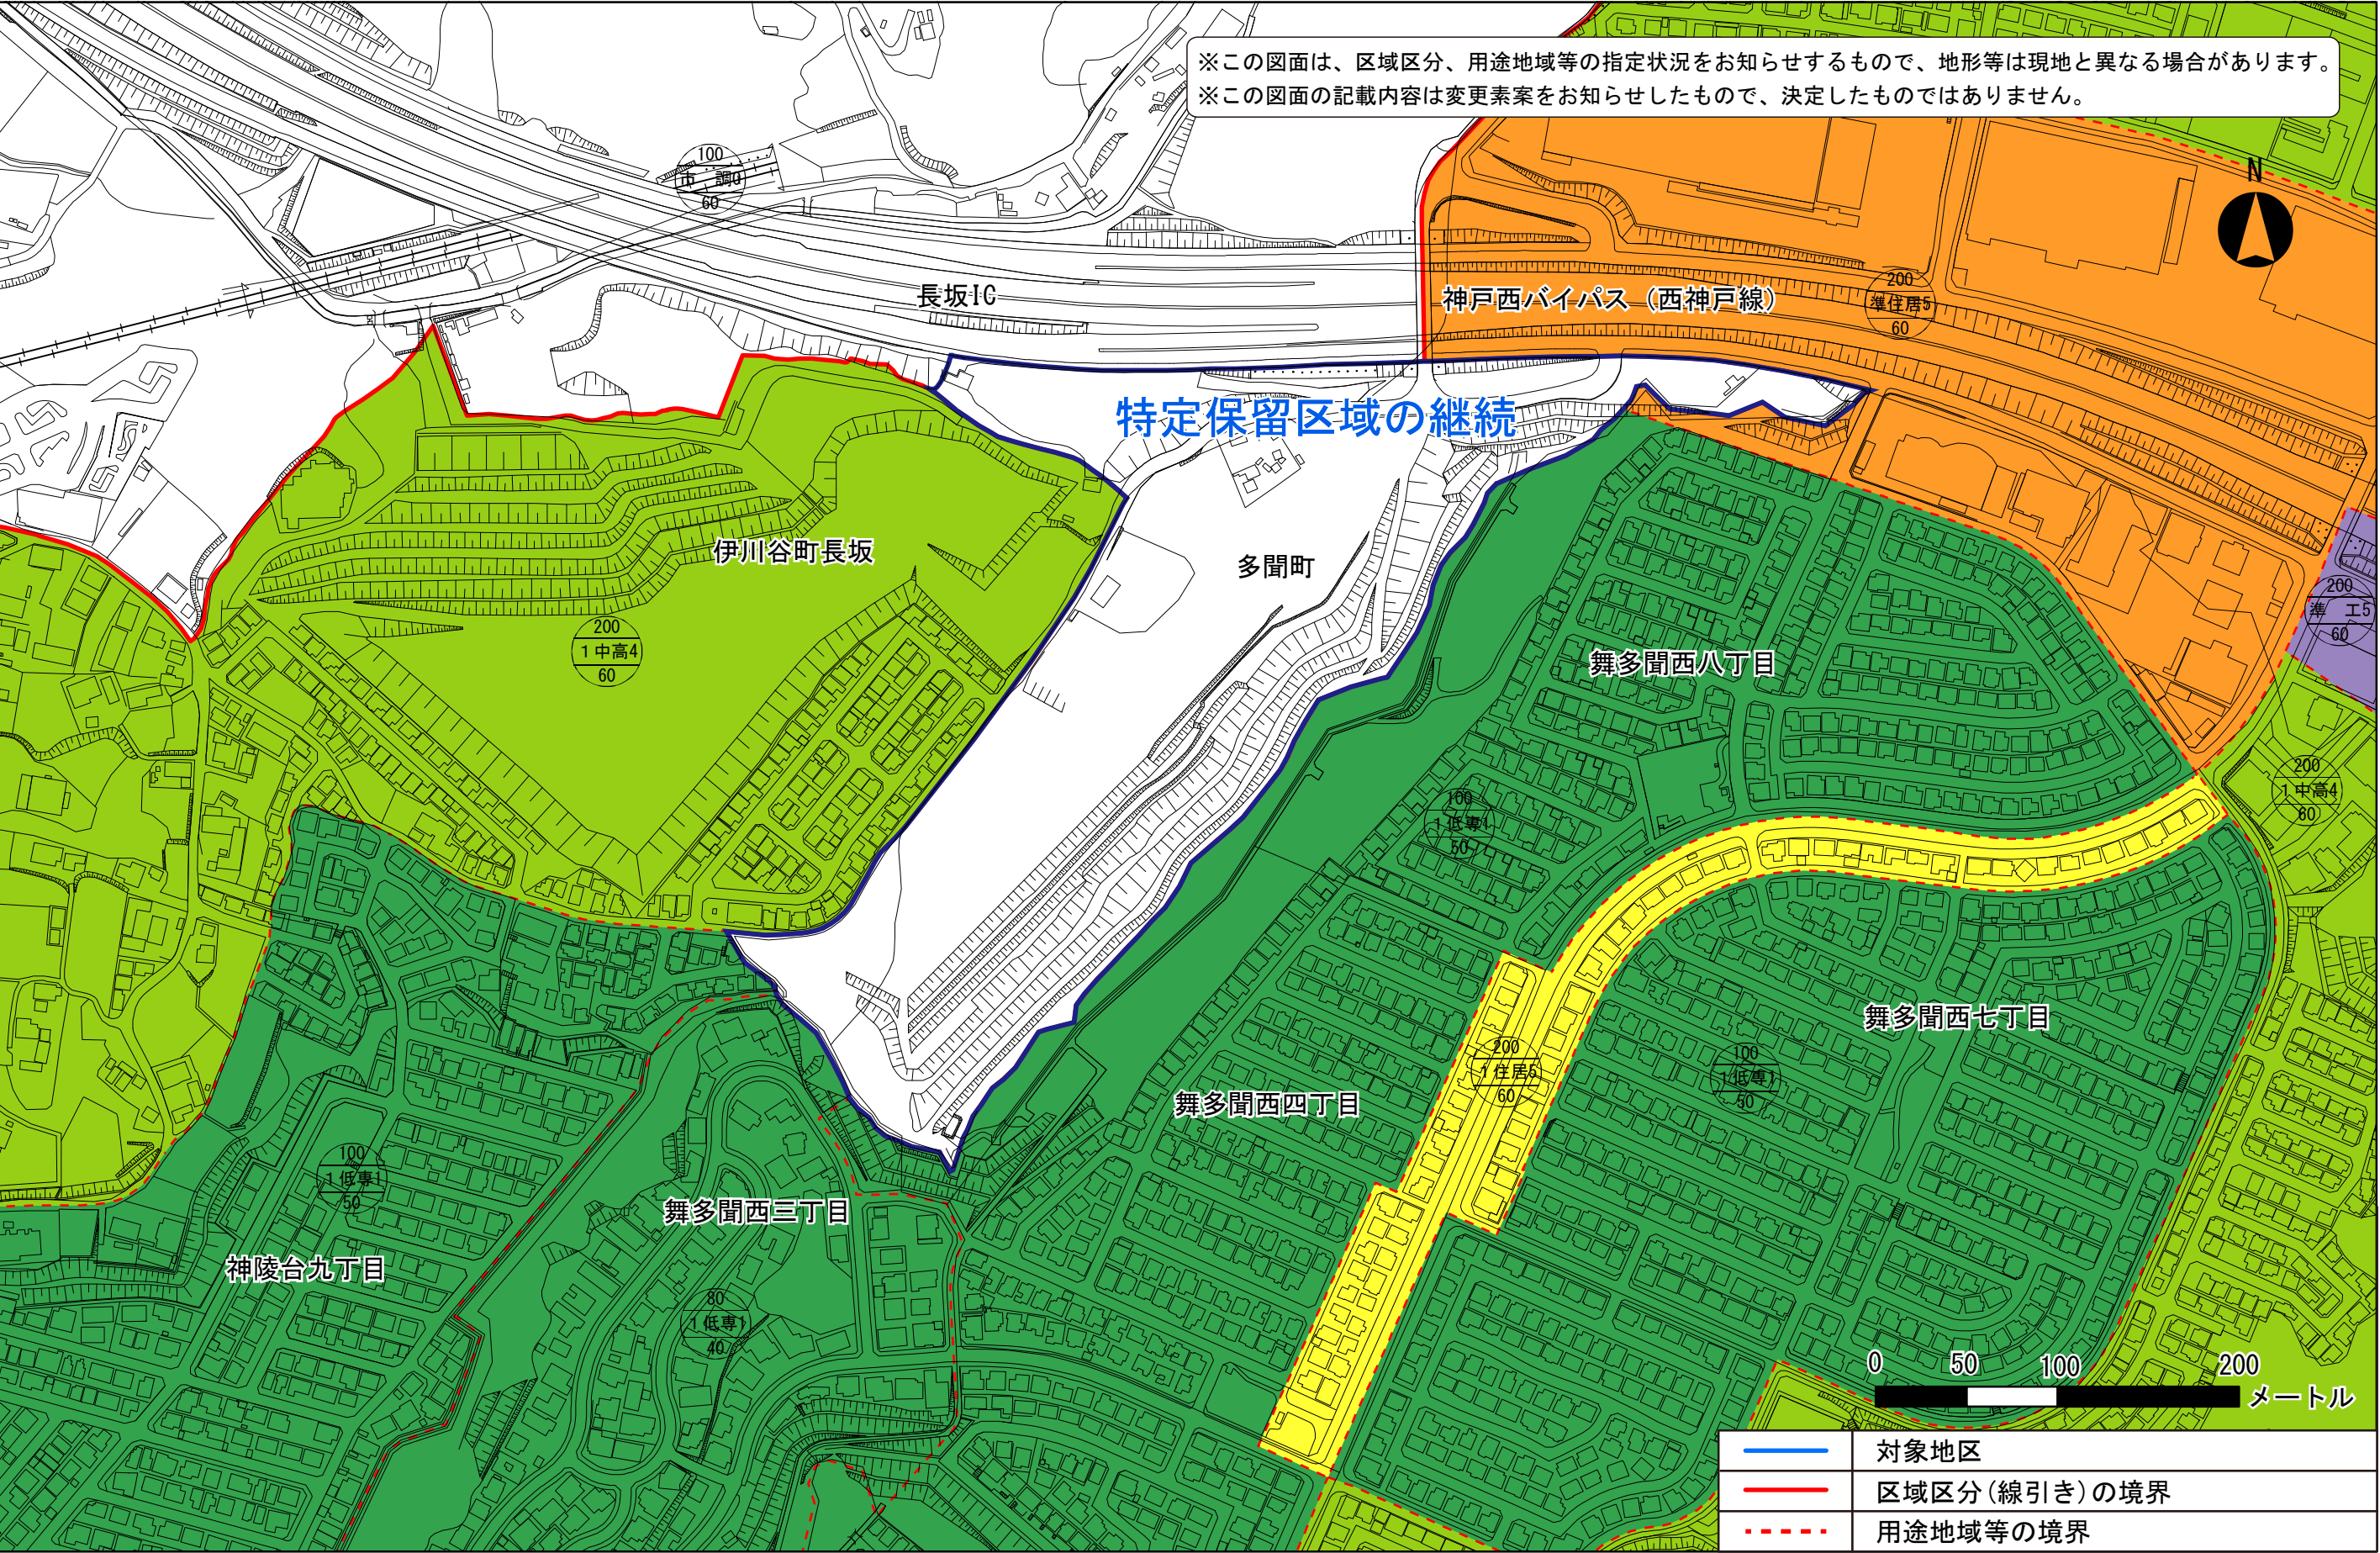 ※この図面は、区域区分、用途地域等の指定状況をお知らせするもので、地形等は現地と異なる場合があります。
※この図面の記載内容は変更素案をお知らせしたもので、決定したものではありません。
N
100
市 調0
60
長坂IC
神戸西バイパス（西神戸線）
200
準住居5
60
特定保留区域の継続
伊川谷町長坂
多聞町
200
準 工5
60
200
1中高4
60
舞多聞西八丁目
200
1中高4
60
100
1低専1
50
舞多聞西七丁目
200
1住居5
60
100
1低専1
50
舞多聞西四丁目
100
1低専1
50
舞多聞西三丁目
神陵台九丁目
80
1低専1
40
0 50 100 200
メートル
対象地区
区域区分(線引き)の境界
用途地域等の境界